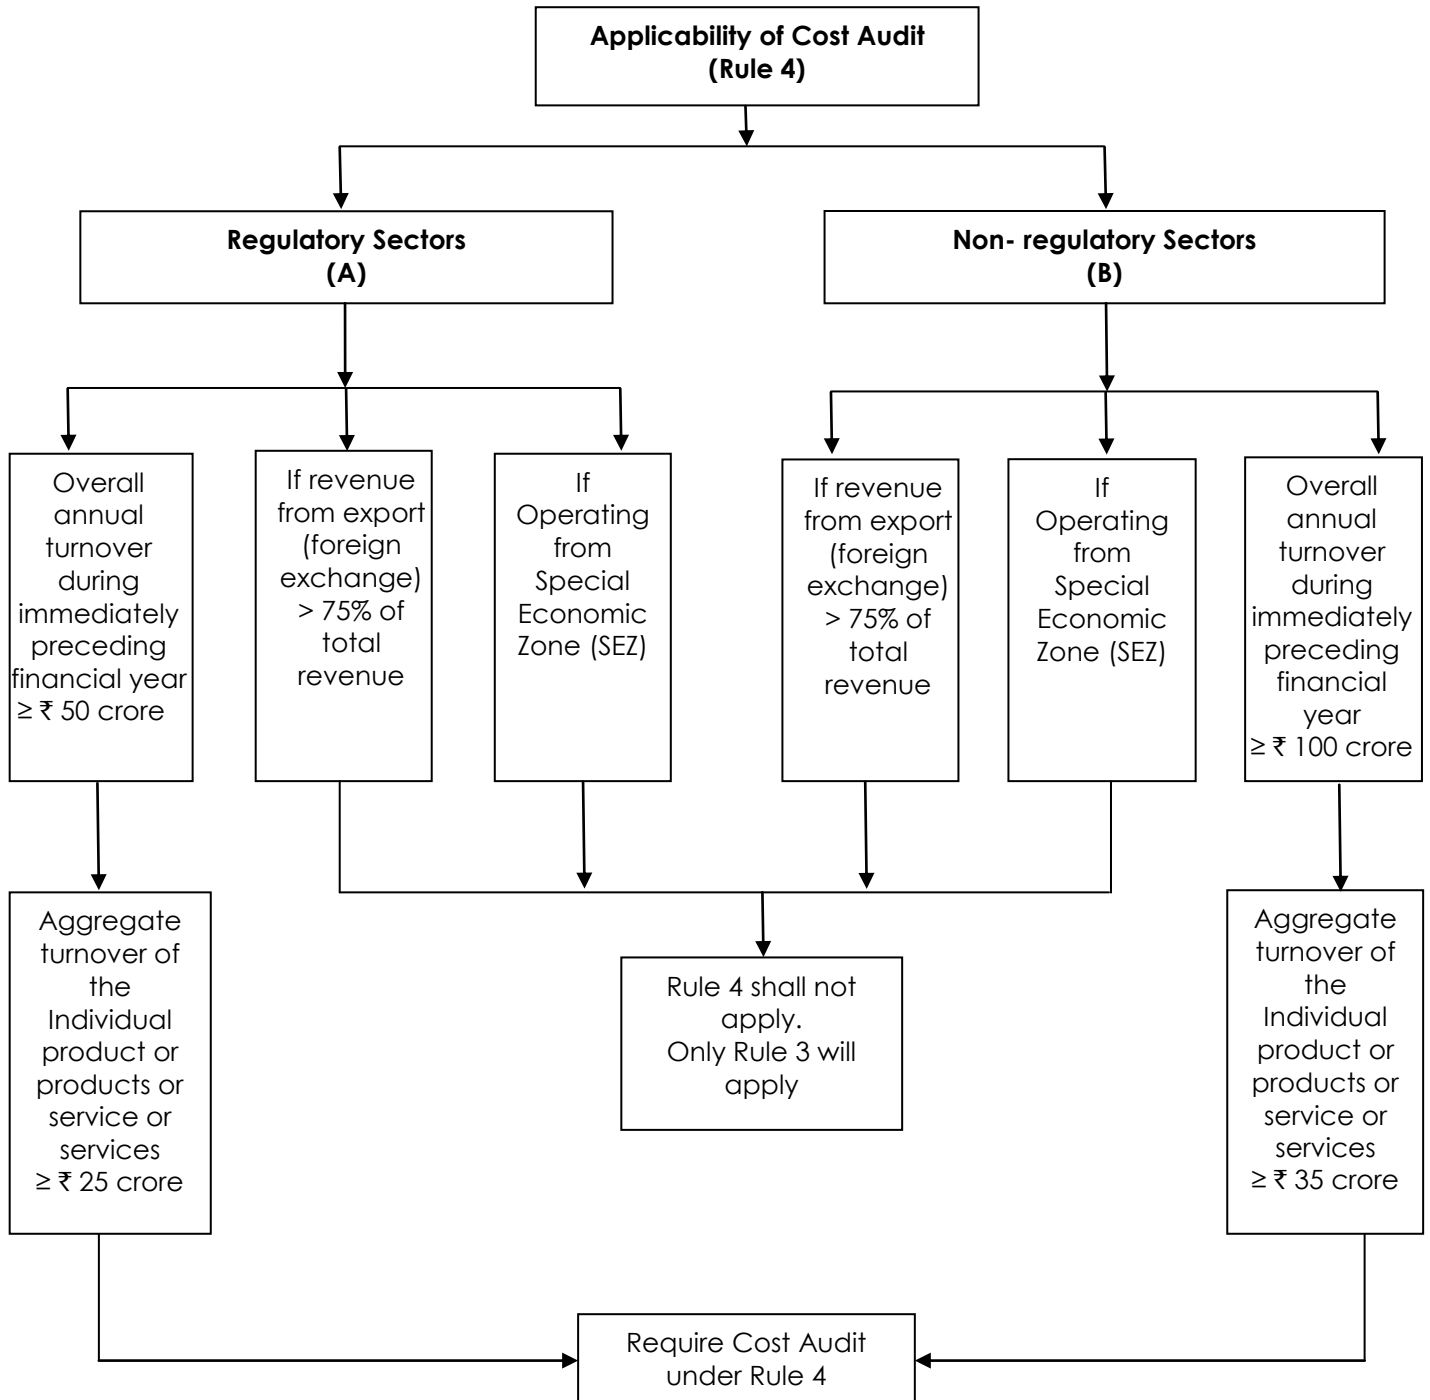 Applicability of Cost Audit
(Rule 4)
Regulatory Sectors
(A)
Non- regulatory Sectors
(B)
Overall
annual
turnover
during
immediately
preceding
financial year
≥ ₹ 50 crore
If revenue
from export
(foreign
exchange)
> 75% of
total
revenue
If
Operating
from
Special
Economic
Zone (SEZ)
If revenue
from export
(foreign
exchange)
> 75% of
total
revenue
If
Operating
from
Special
Economic
Zone (SEZ)
Overall
annual
turnover
during
immediately
preceding
financial
year
≥ ₹ 100 crore
Aggregate
turnover of
the
Individual
product or
products or
service or
services
≥ ₹ 25 crore
Rule 4 shall not
apply.
Only Rule 3 will
apply
Aggregate
turnover of
the
Individual
product or
products or
service or
services
≥ ₹ 35 crore
Require Cost Audit
under Rule 4